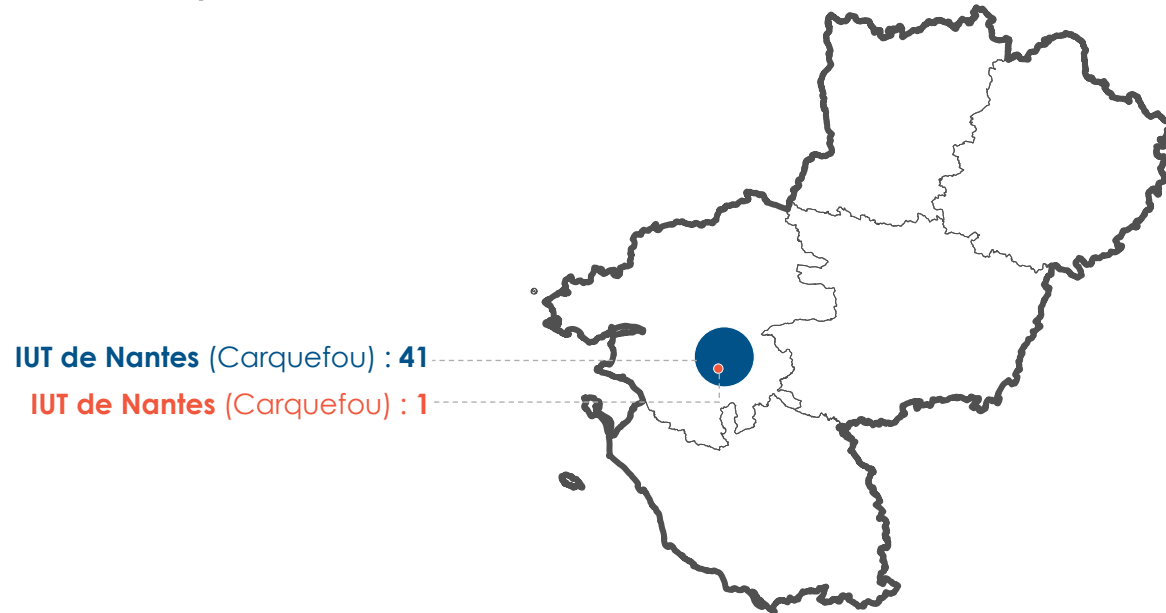 IUT de Nantes (Carquefou) : 41
IUT de Nantes (Carquefou) : 1